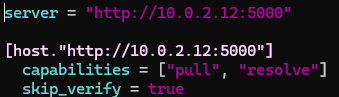 server = "http://10.0.2.12:5000"
[host."http://10.0.2.12:5000"]
capabilities = ["pull", "resolve"]
skip_verify = true